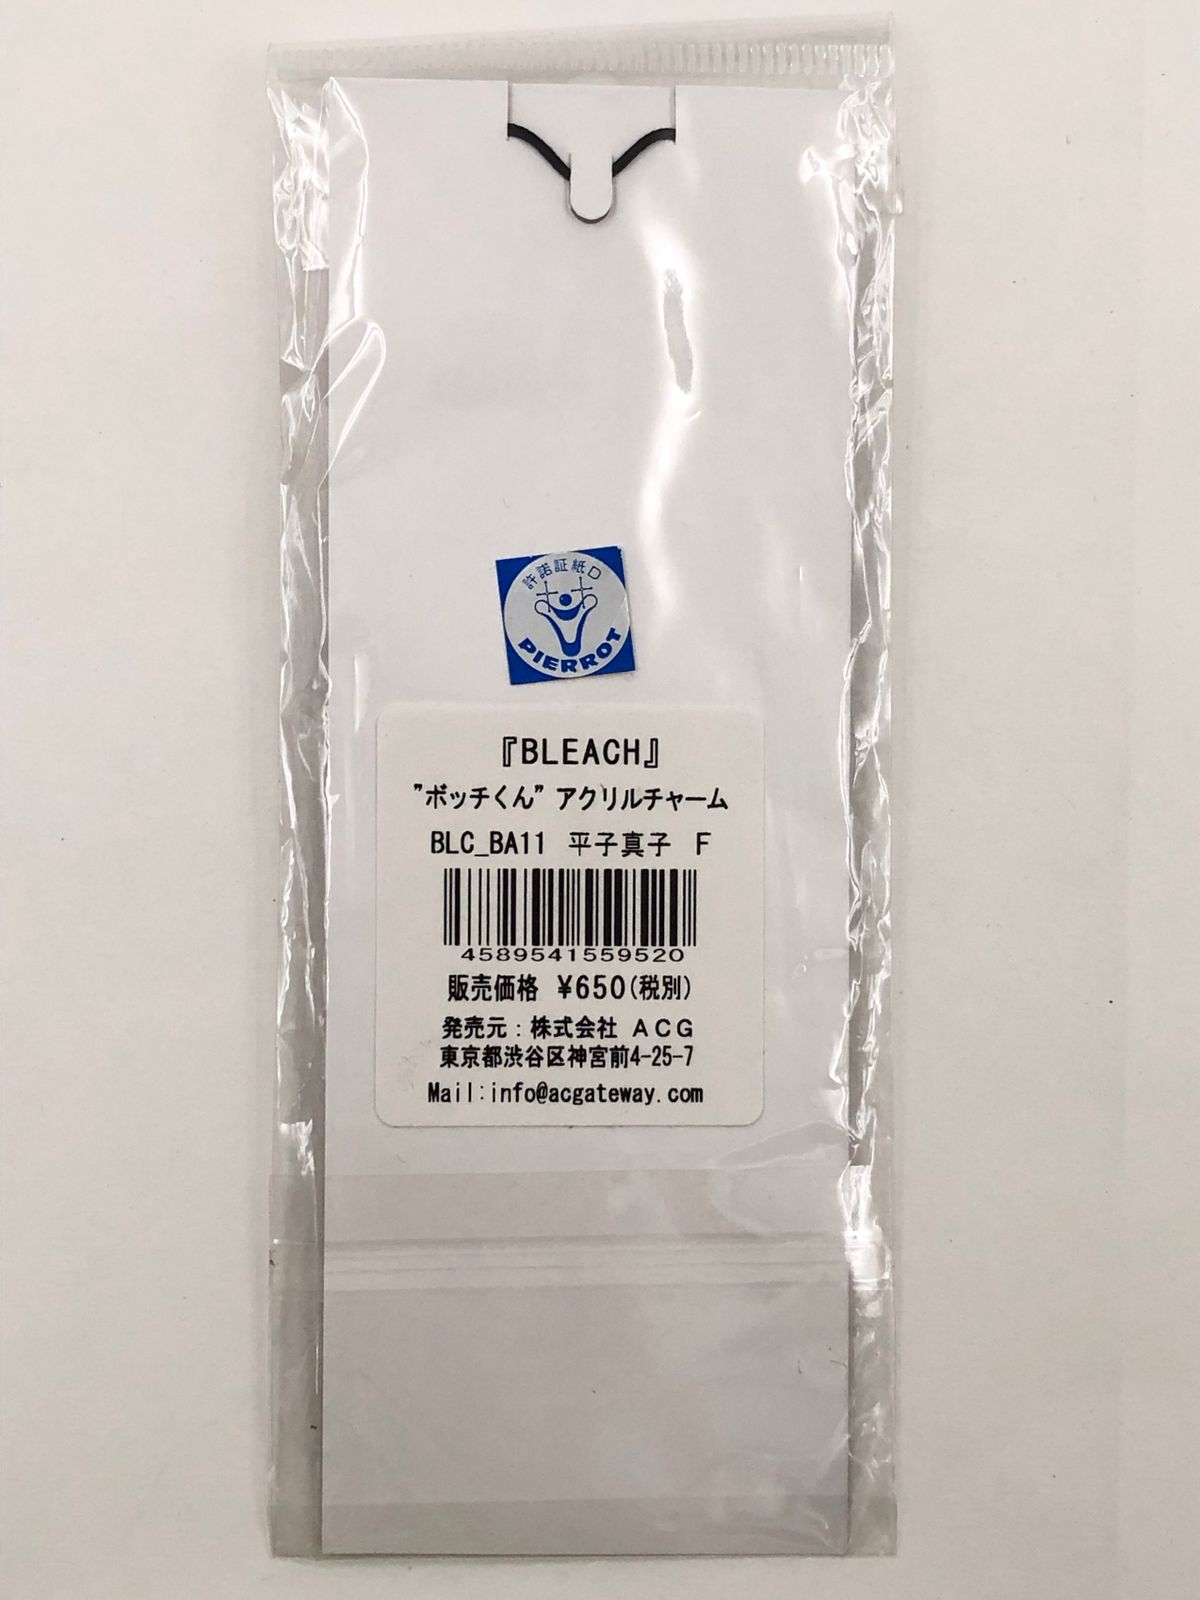 許諾証紙D
PIERROT
『BLEACH』
"ボッチくん" アクリルチャーム
BLC_BA11 平子真子 F
4589541559520
販売価格 ¥650(税別)
発売元：株式会社 ＡＣＧ
東京都渋谷区神宮前4-25-7
Mail:info@acgateway.com